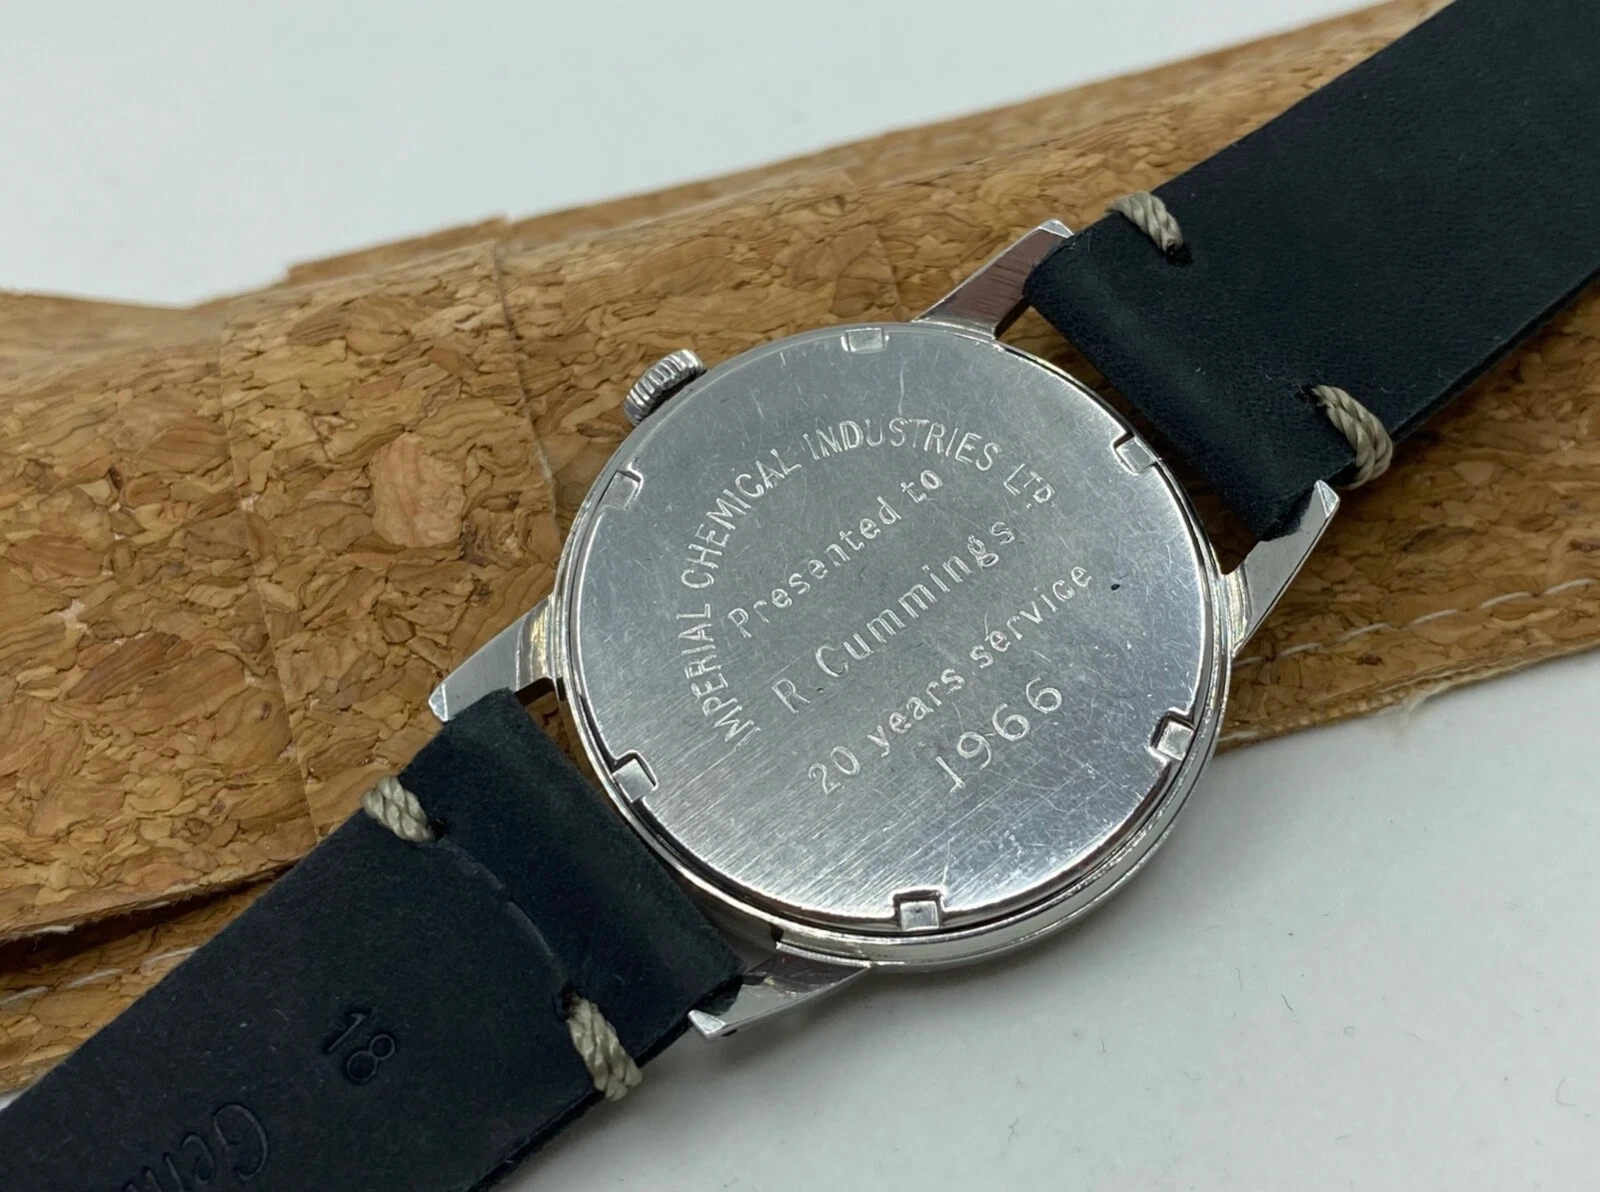 IMPERIAL CHEMICAL INDUSTRIES LTD
Presented to
R Cummings
20 years service
1966
18